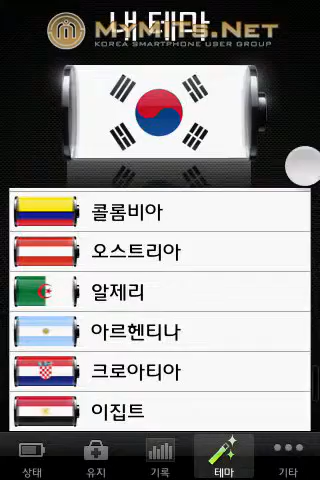 내 테마
MYMITS.NET
KOREA SMARTPHONE USER GROUP
콜롬비아
오스트리아
알제리
아르헨티나
크로아티아
이집트
상태 유지 기록 테마 기타